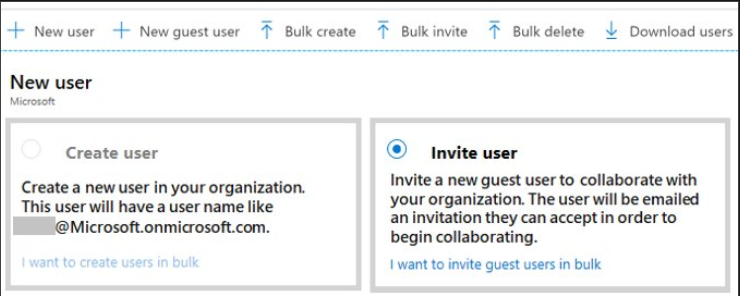 New user New guest user Bulk create Bulk invite Bulk delete Download users
New user
Microsoft
Create user
Create a new user in your organization.
This user will have a user name like
@Microsoft.onmicrosoft.com.
I want to create users in bulk
Invite user
Invite a new guest user to collaborate with
your organization. The user will be emailed
an invitation they can accept in order to
begin collaborating.
I want to invite guest users in bulk